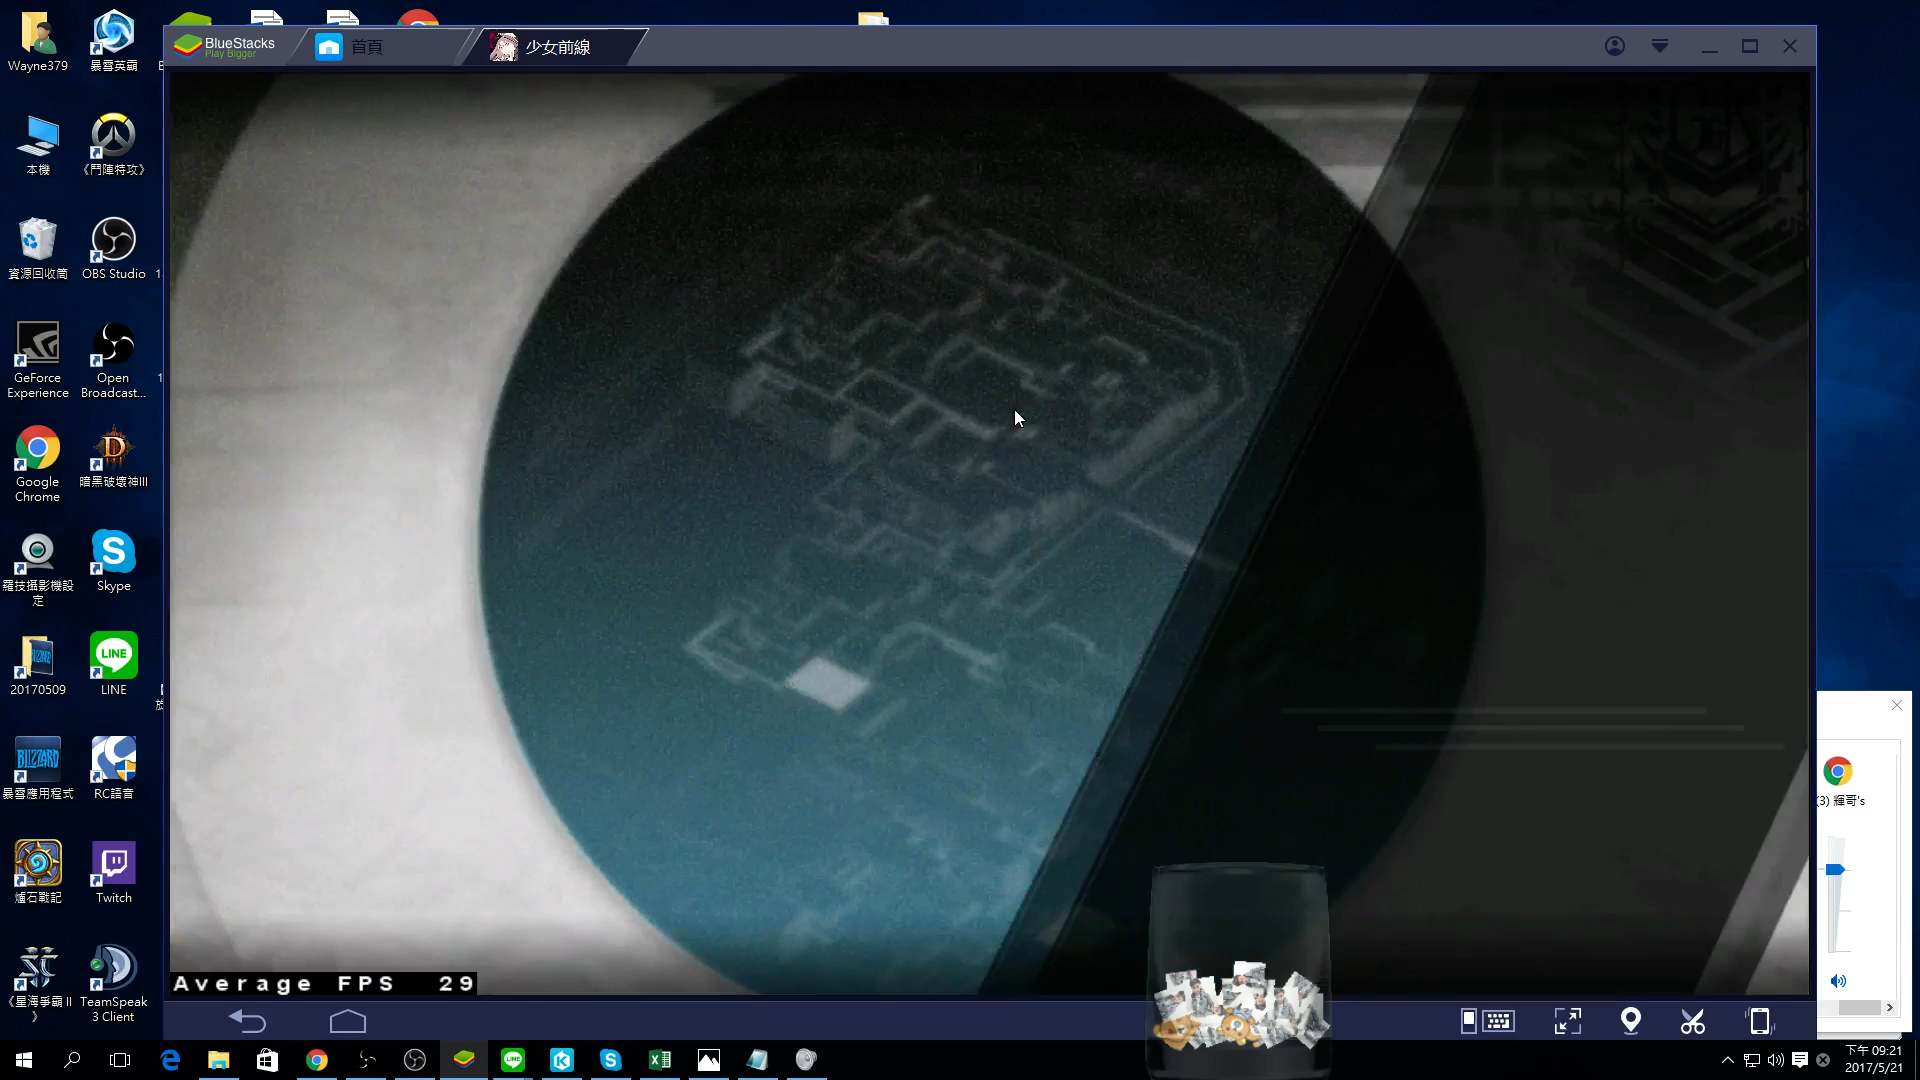 BlueStacks
Play Bigger
首頁
少女前線
Wayne379
暴雪英霸
本機
《鬥陣特攻》
資源回收筒
OBS Studio
GeForce Experience
Open Broadcast...
Google Chrome
暗黑破壞神III
羅技攝影機設定
Skype
20170509
LINE
BLIZZARD
暴雪應用程式
RC語音
爐石戰記
Twitch
《星海爭霸 II》
TeamSpeak 3 Client
(3) 輝哥's
Average FPS 29
下午 09:21
2017/5/21